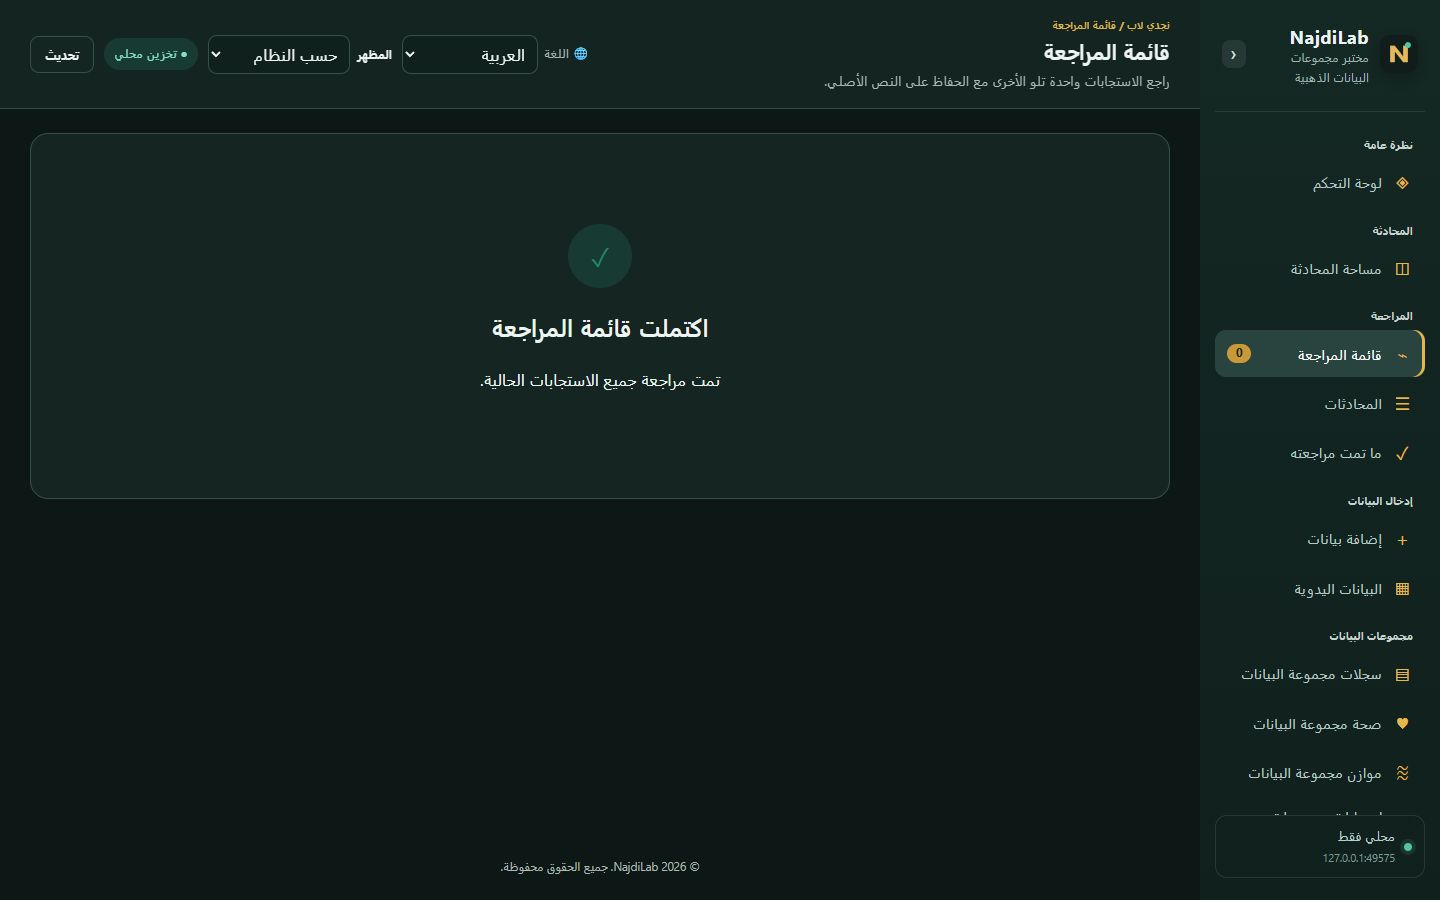 NajdiLab
مختبر مجموعات
البيانات الذهبية
نظرة عامة
لوحة التحكم
المحادثة
مساحة المحادثة
المراجعة
قائمة المراجعة
0
المحادثات
ما تمت مراجعته
إدخال البيانات
إضافة بيانات
البيانات اليدوية
مجموعات البيانات
سجلات مجموعة البيانات
صحة مجموعة البيانات
موازن مجموعة البيانات
محلي فقط
127.0.0.1:49575
نجدي لاب / قائمة المراجعة
قائمة المراجعة
راجع الاستجابات واحدة تلو الأخرى مع الحفاظ على النص الأصلي.
اللغة
العربية
المظهر
حسب النظام
تخزين محلي
تحديث
اكتملت قائمة المراجعة
تمت مراجعة جميع الاستجابات الحالية.
© 2026 NajdiLab. جميع الحقوق محفوظة.